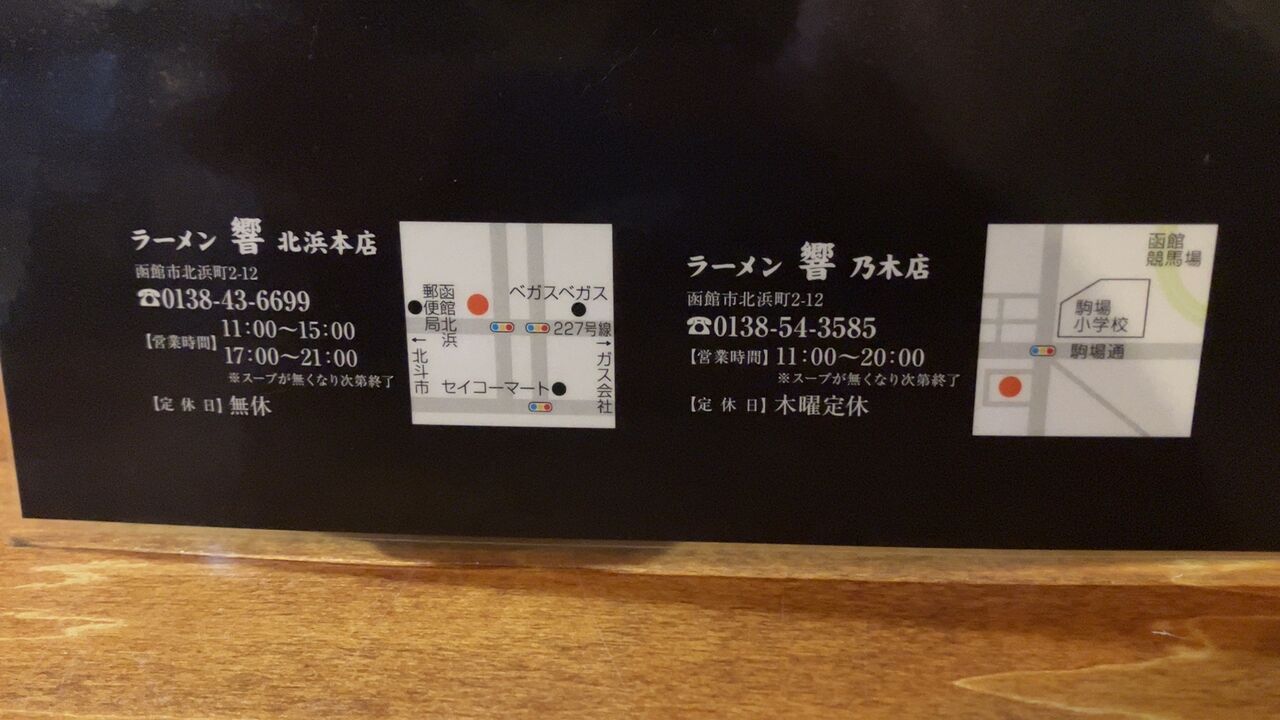 ラーメン 響 北浜本店
函館市北浜町2-12
☎0138-43-6699
【営業時間】 11:00〜15:00
17:00〜21:00
※スープが無くなり次第終了
【定休日】無休
函館北浜郵便局
ベガスベガス
227号線
←北斗市
→ガス会社
セイコーマート
ラーメン 響 乃木店
函館市北浜町2-12
☎0138-54-3585
【営業時間】11:00〜20:00
※スープが無くなり次第終了
【定休日】木曜定休
函館
競馬場
駒場
小学校
駒場通